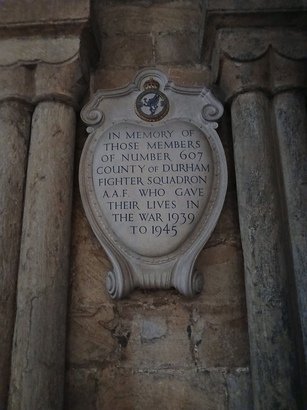 IN MEMORY OF
THOSE MEMBERS
OF NUMBER 607
COUNTY OF DURHAM
FIGHTER SQUADRON
A.A.F. WHO GAVE
THEIR LIVES IN
THE WAR 1939
TO 1945